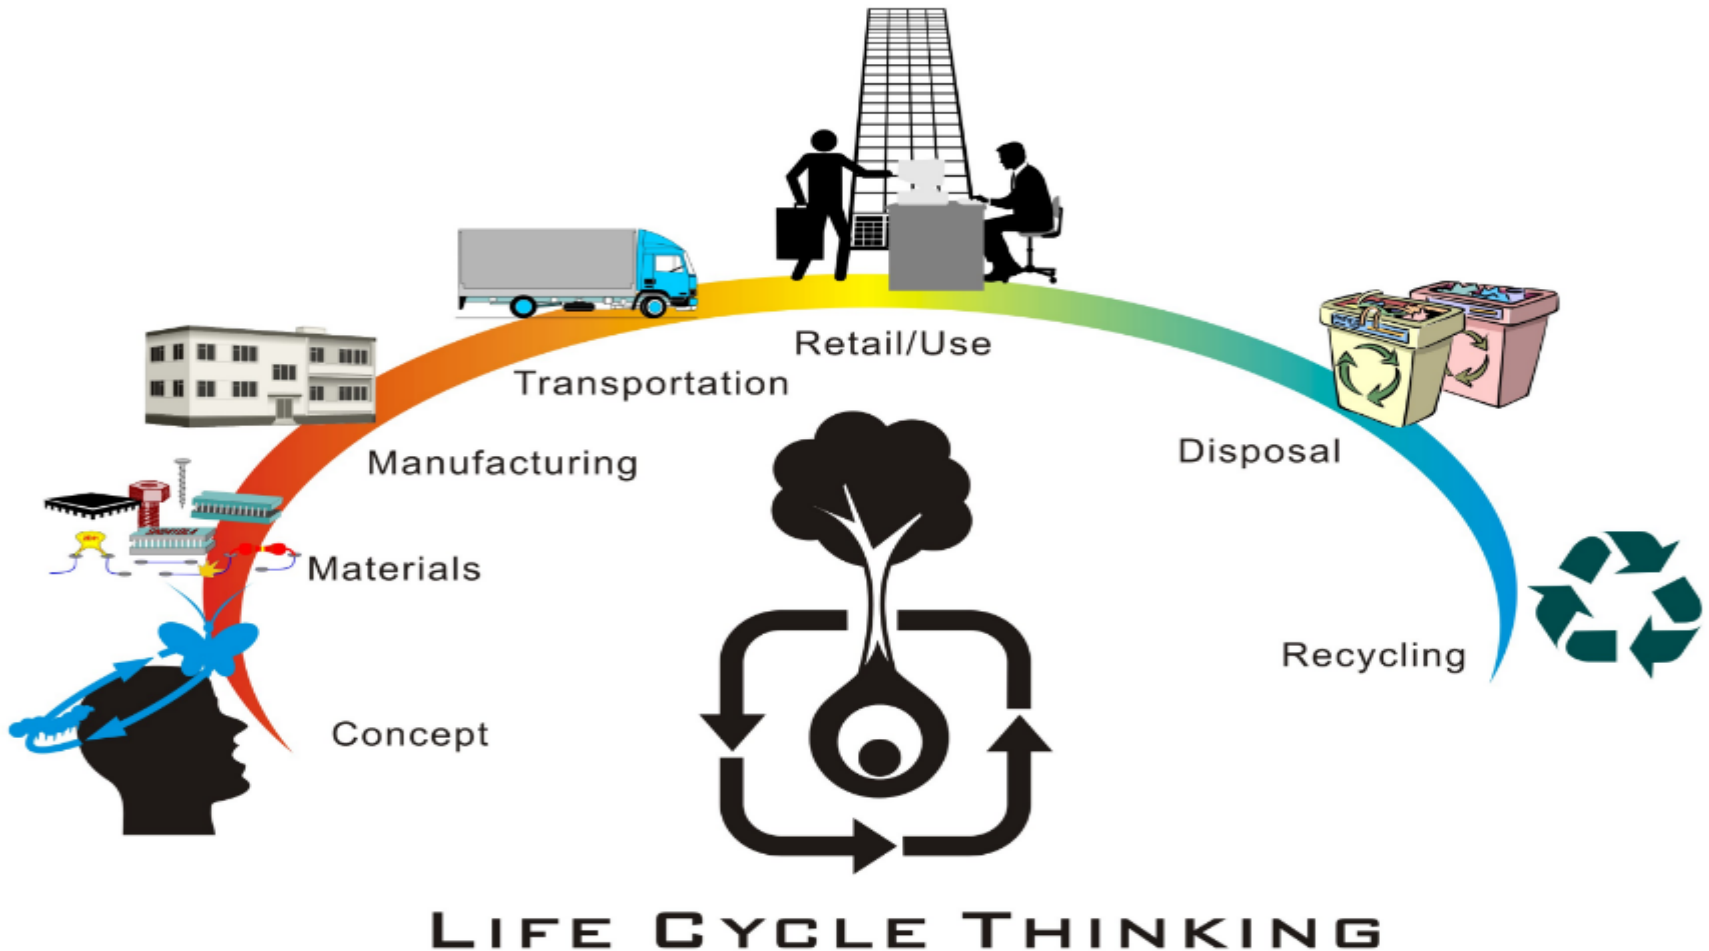 Retail/Use
Transportation
Manufacturing
Disposal
Materials
Recycling
Concept
LIFE CYCLE THINKING